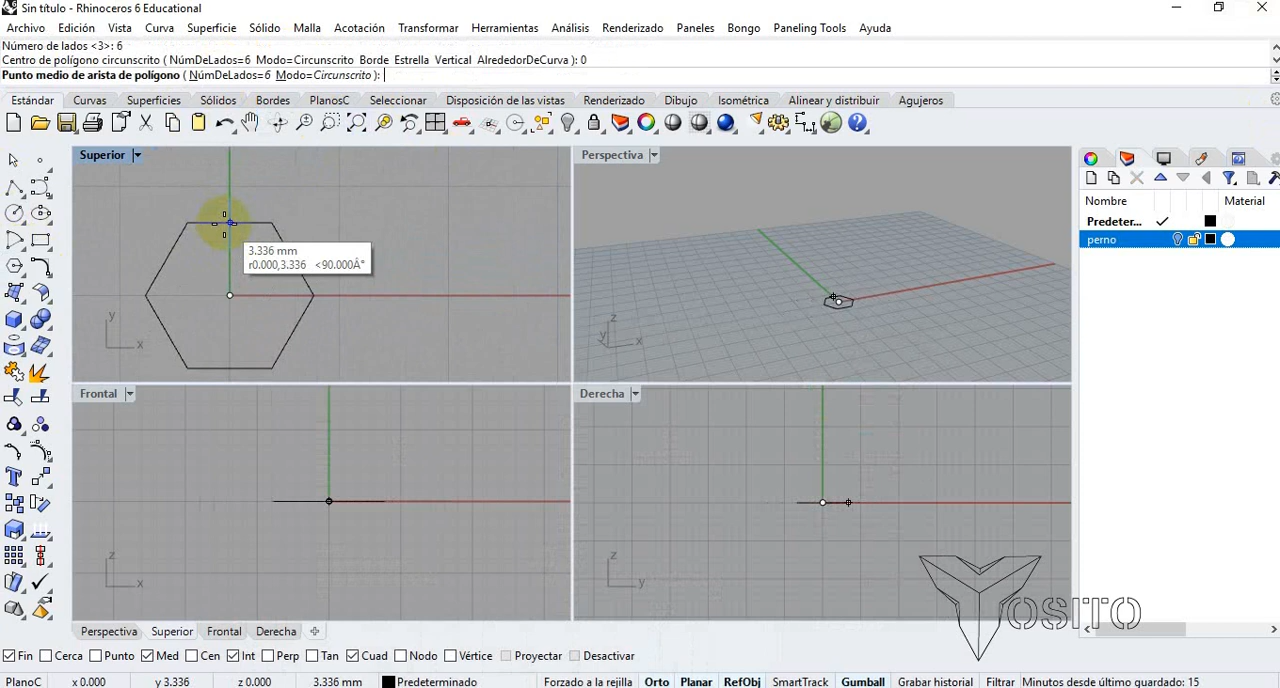 Sin título - Rhinoceros 6 Educational
Archivo Edición Vista Curva Superficie Sólido Malla Acotación Transformar Herramientas Análisis Renderizado Paneles Bongo Paneling Tools Ayuda
Número de lados <3>: 6
Centro de polígono circunscrito ( NúmDeLados=6 Modo=Circunscrito Borde Estrella Vertical AlrededorDeCurva ): 0
Punto medio de arista de polígono ( NúmDeLados=6 Modo=Circunscrito ):
Estándar Curvas Superficies Sólidos Bordes PlanosC Seleccionar Disposición de las vistas Renderizado Dibujo Isométrica Alinear y distribuir Agujeros
Superior
Perspectiva
3.336 mm
r0.000,3.336 <90.000Â°
y
x
z
y
x
Nombre Material
Predeter...
perno
Frontal
Derecha
z
x
z
y
OSITO
Perspectiva Superior Frontal Derecha
Fin Cerca Punto Med Cen Int Perp Tan Cuad Nodo Vértice Proyectar Desactivar
PlanoC x 0.000 y 3.336 z 0.000 3.336 mm Predeterminado Forzado a la rejilla Orto Planar RefObj SmartTrack Gumball Grabar historial Filtrar Minutos desde último guardado: 15